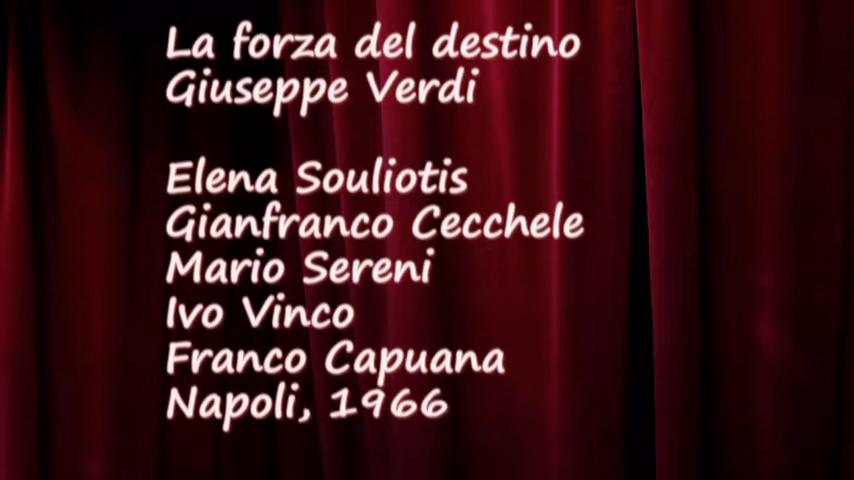 La forza del destino
Giuseppe Verdi
Elena Souliotis
Gianfranco Cecchele
Mario Sereni
Ivo Vinco
Franco Capuana
Napoli, 1966